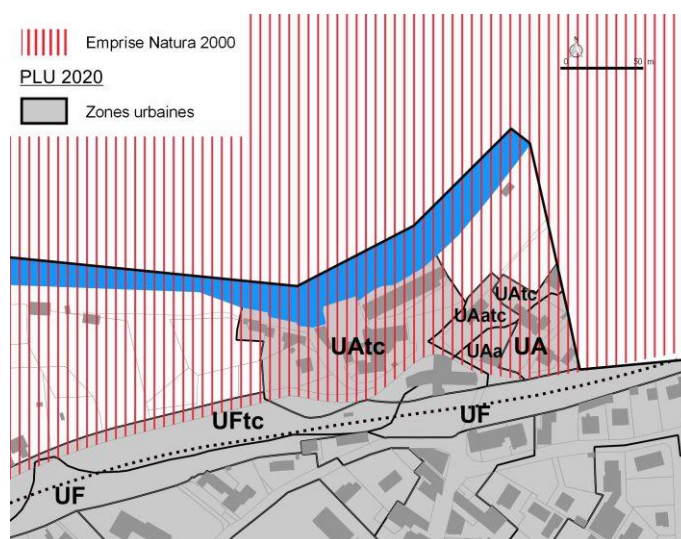 Emprise Natura 2000
PLU 2020
Zones urbaines
0 50 m
UAtc
UAatc
UAtc
UAa
UA
UFtc
UF
UF